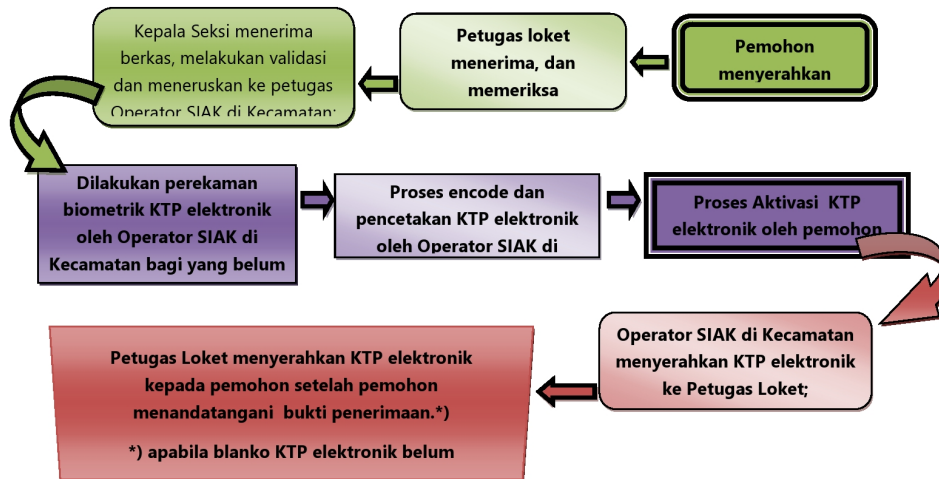 Pemohon
menyerahkan
Petugas loket
menerima, dan
memeriksa
Kepala Seksi menerima
berkas, melakukan validasi
dan meneruskan ke petugas
Operator SIAK di Kecamatan;
Dilakukan perekaman
biometrik KTP elektronik
oleh Operator SIAK di
Kecamatan bagi yang belum
Proses encode dan
pencetakan KTP elektronik
oleh Operator SIAK di
Proses Aktivasi KTP
elektronik oleh pemohon
Operator SIAK di Kecamatan
menyerahkan KTP elektronik
ke Petugas Loket;
Petugas Loket menyerahkan KTP elektronik
kepada pemohon setelah pemohon
menandatangani bukti penerimaan.*)
*) apabila blanko KTP elektronik belum